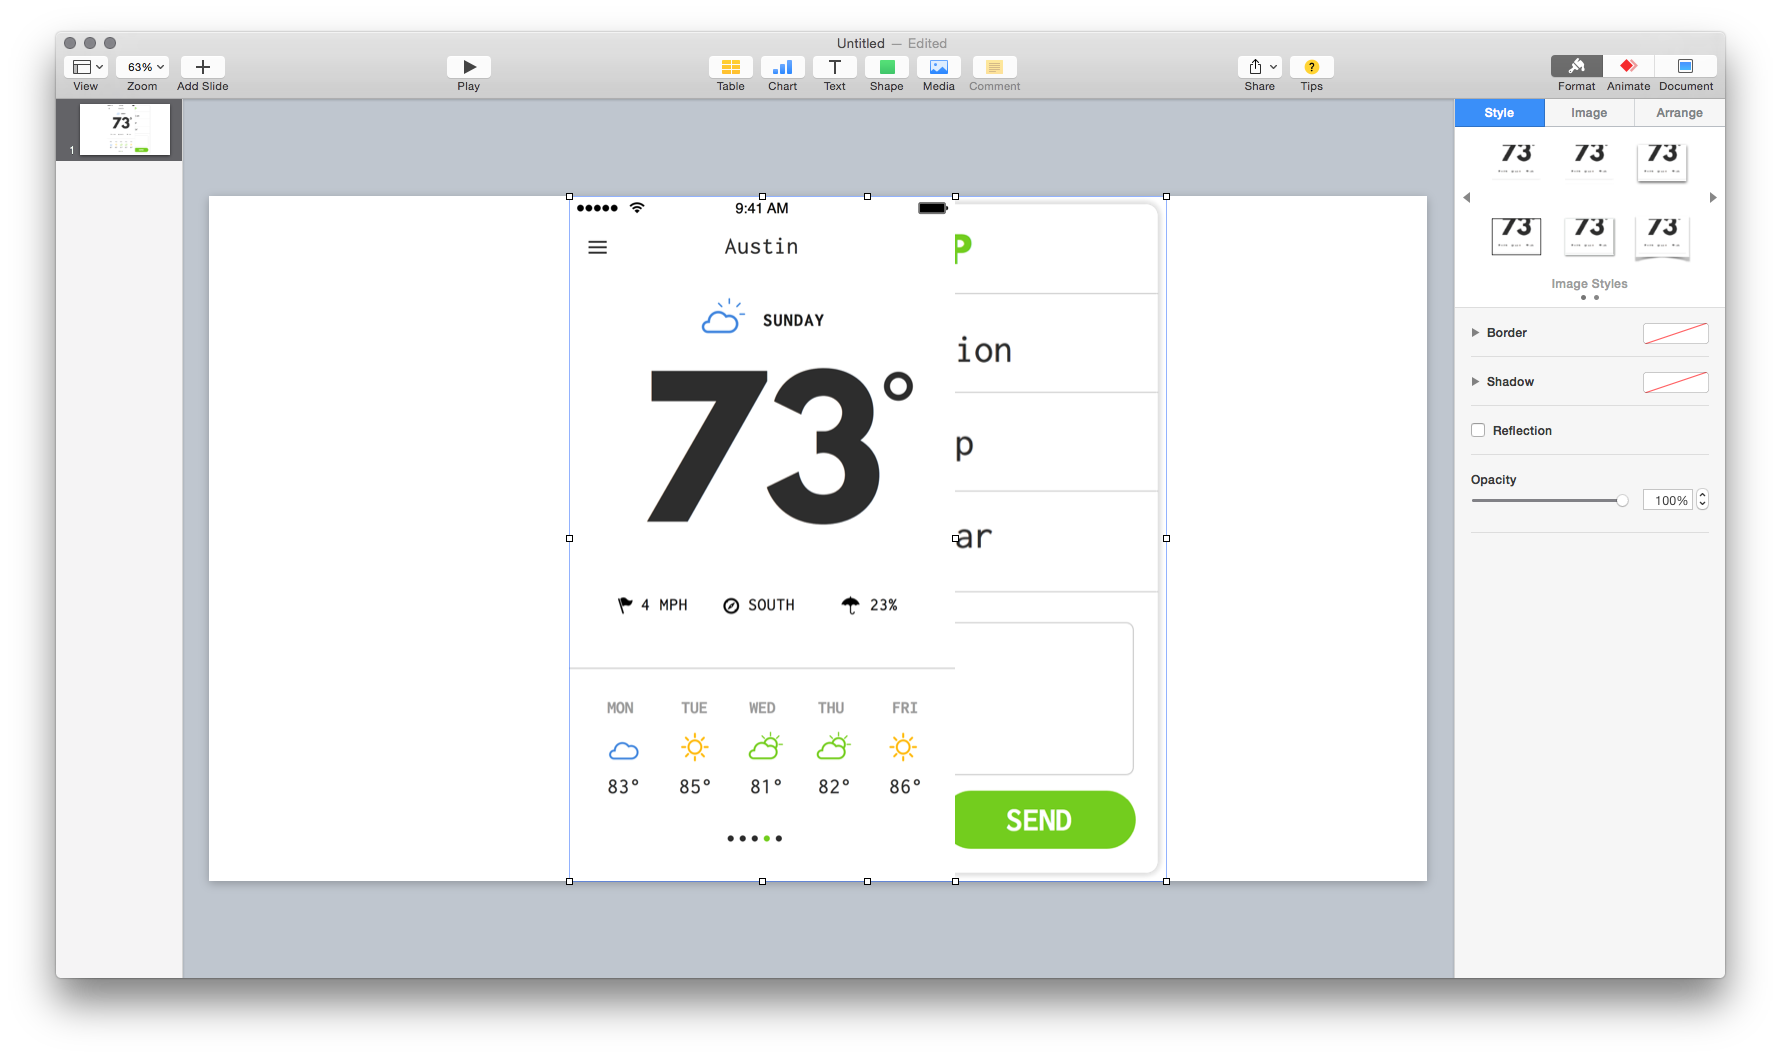 Untitled — Edited
63%
View
Zoom
Add Slide
Play
Table
Chart
Text
Shape
Media
Comment
Share
?
Tips
Format
Animate
Document
1
73°
Style
Image
Arrange
73°
73°
73°
73°
73°
73°
Image Styles
Border
Shadow
Reflection
Opacity
100%
9:41 AM
Austin
SUNDAY
73°
4 MPH
SOUTH
23%
MON
TUE
WED
THU
FRI
83°
85°
81°
82°
86°
P
ion
p
ar
SEND